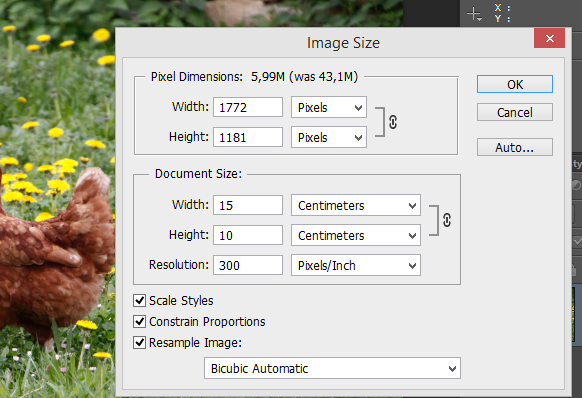 X :
Y :
Image Size
Pixel Dimensions: 5,99M (was 43,1M)
Width: 1772 Pixels
Height: 1181 Pixels
OK
Cancel
Auto...
Document Size:
Width: 15 Centimeters
Height: 10 Centimeters
Resolution: 300 Pixels/Inch
Scale Styles
Constrain Proportions
Resample Image:
Bicubic Automatic